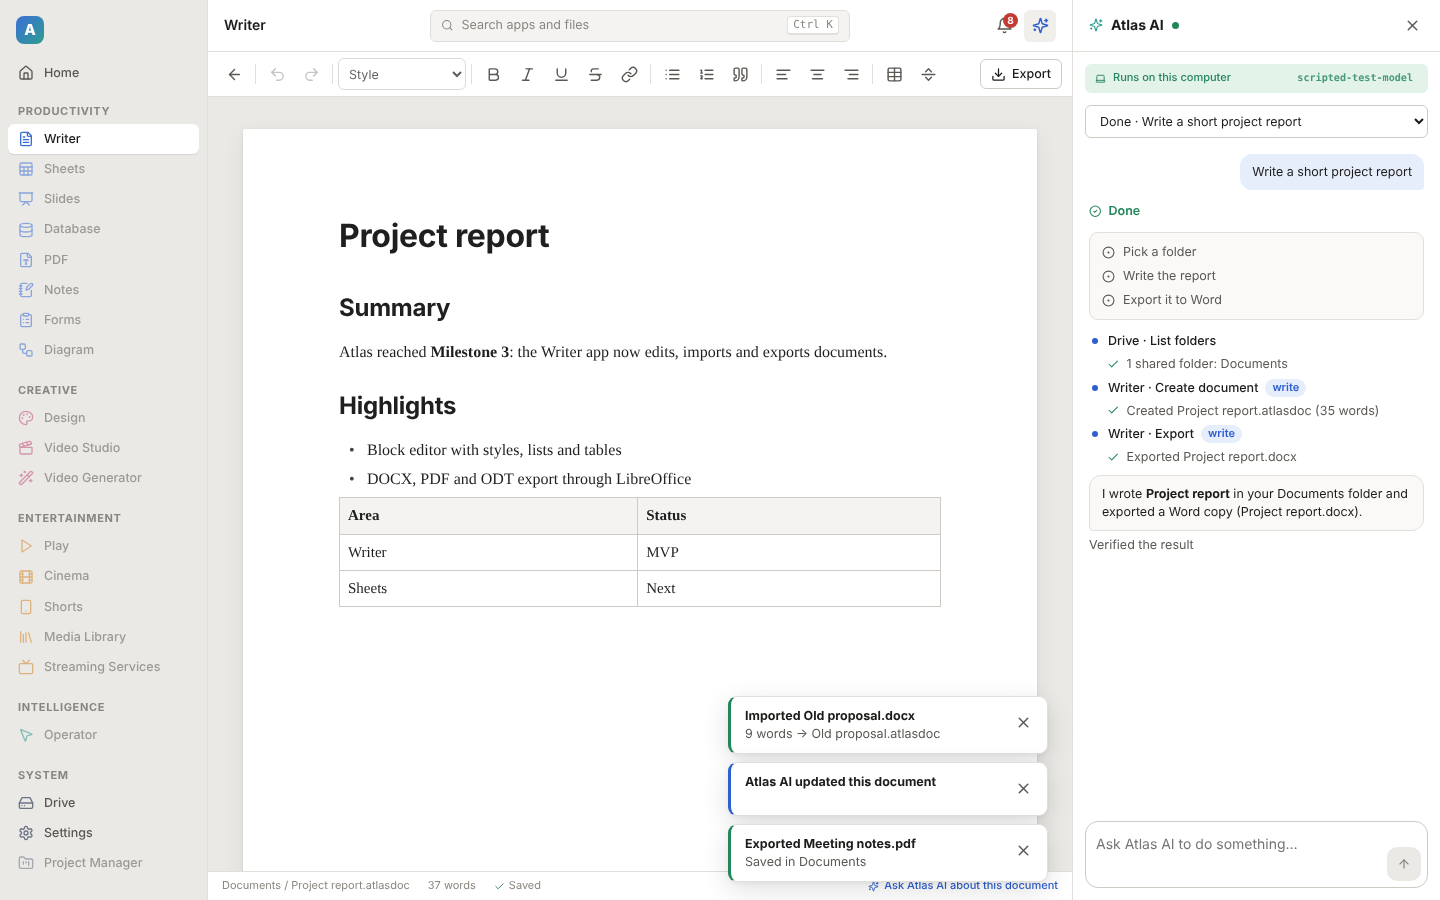 A
Home
PRODUCTIVITY
Writer
Sheets
Slides
Database
PDF
Notes
Forms
Diagram
CREATIVE
Design
Video Studio
Video Generator
ENTERTAINMENT
Play
Cinema
Shorts
Media Library
Streaming Services
INTELLIGENCE
Operator
SYSTEM
Drive
Settings
Project Manager
Writer
Search apps and files
Ctrl K
8
Style
Export
Project report
Summary
Atlas reached Milestone 3: the Writer app now edits, imports and exports documents.
Highlights
• Block editor with styles, lists and tables
• DOCX, PDF and ODT export through LibreOffice
Area Status
Writer MVP
Sheets Next
Imported Old proposal.docx
9 words → Old proposal.atlasdoc
Atlas AI updated this document
Exported Meeting notes.pdf
Saved in Documents
Documents / Project report.atlasdoc
37 words
Saved
Ask Atlas AI about this document
Atlas AI
Runs on this computer
scripted-test-model
Done · Write a short project report
Write a short project report
Done
Pick a folder
Write the report
Export it to Word
Drive · List folders
1 shared folder: Documents
Writer · Create document write
Created Project report.atlasdoc (35 words)
Writer · Export write
Exported Project report.docx
I wrote Project report in your Documents folder and
exported a Word copy (Project report.docx).
Verified the result
Ask Atlas AI to do something...